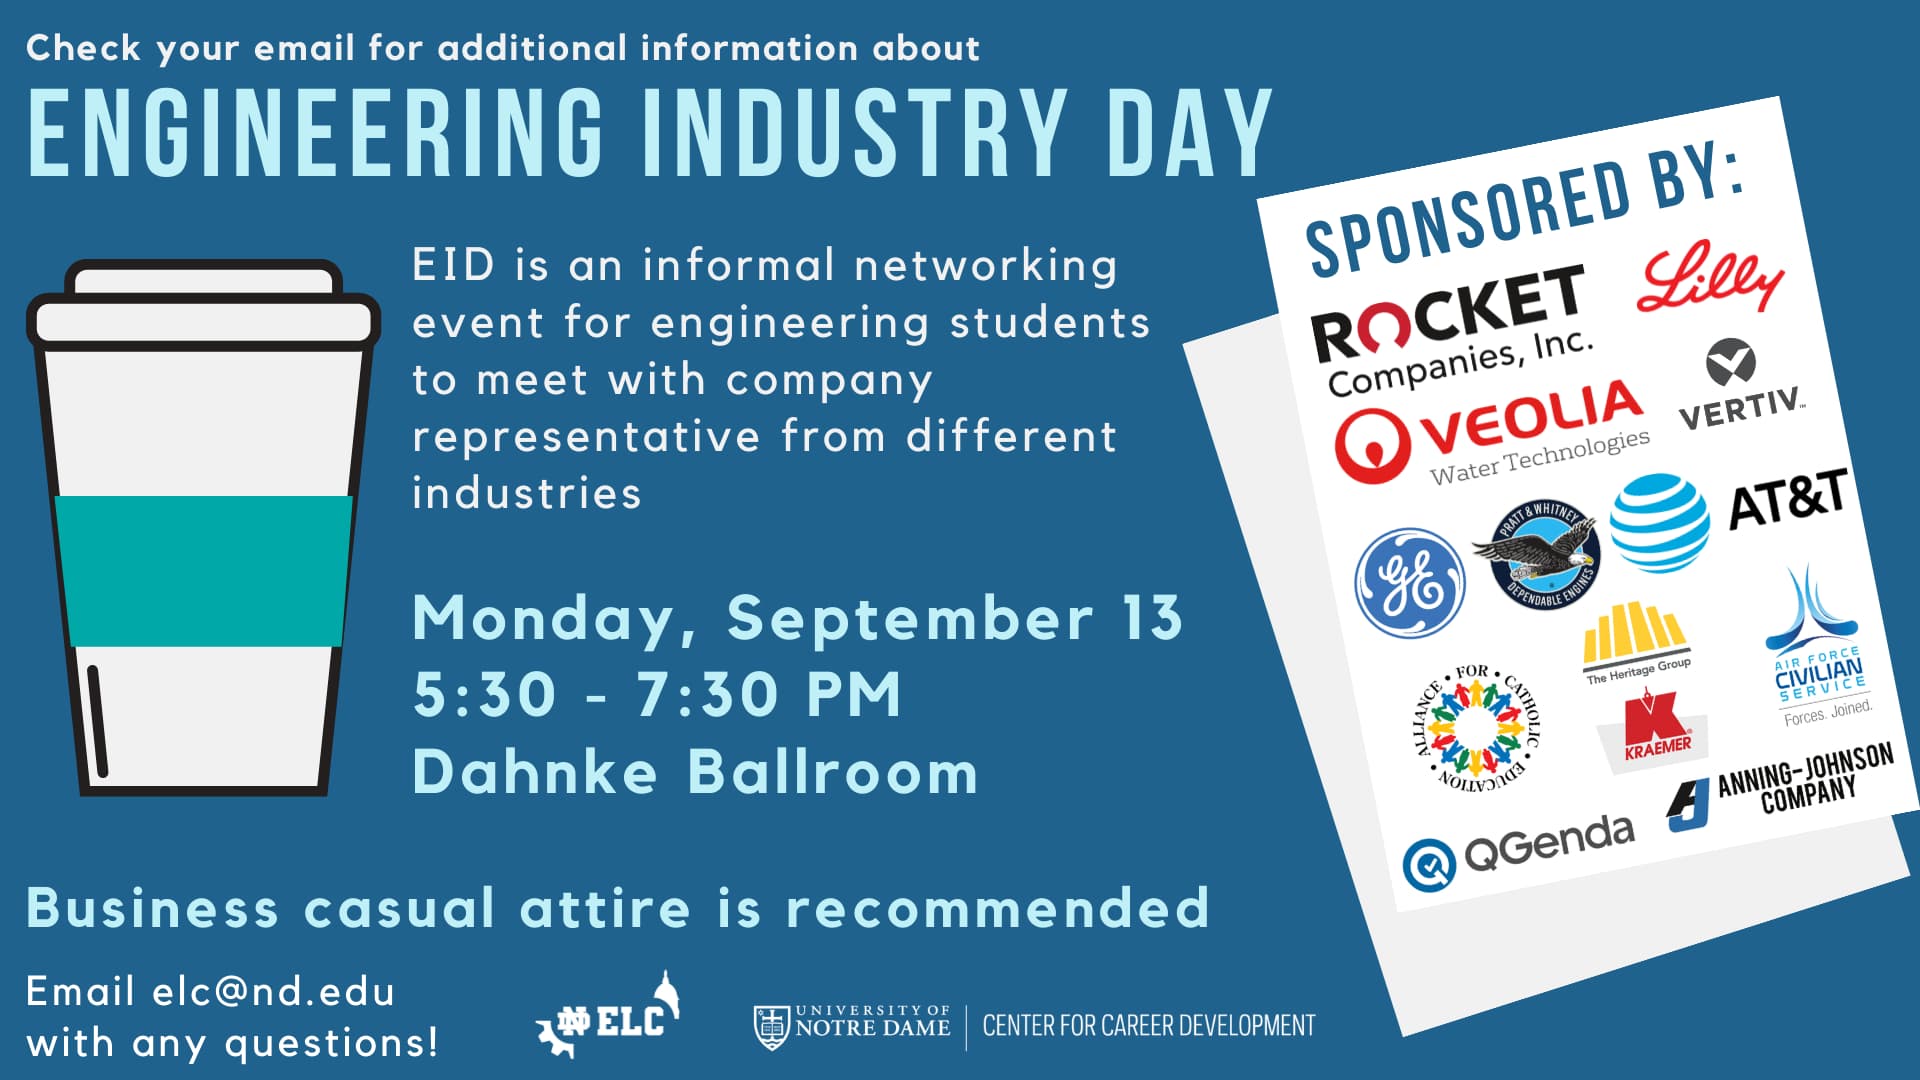 Check your email for additional information about
ENGINEERING INDUSTRY DAY
EID is an informal networking
event for engineering students
to meet with company
representative from different
industries
Monday, September 13
5:30 - 7:30 PM
Dahnke Ballroom
Business casual attire is recommended
Email elc@nd.edu
with any questions!
ND ELC
UNIVERSITY OF
NOTRE DAME
CENTER FOR CAREER DEVELOPMENT
SPONSORED BY:
ROCKET
Companies, Inc.
Lilly
VEOLIA
Water Technologies
VERTIV™
GE
PRATT & WHITNEY
DEPENDABLE ENGINES
AT&T
The Heritage Group
AIR FORCE
CIVILIAN
SERVICE
Forces. Joined.
ALLIANCE • FOR • CATHOLIC • EDUCATION •
KRAEMER®
ANNING-JOHNSON
COMPANY
QGenda